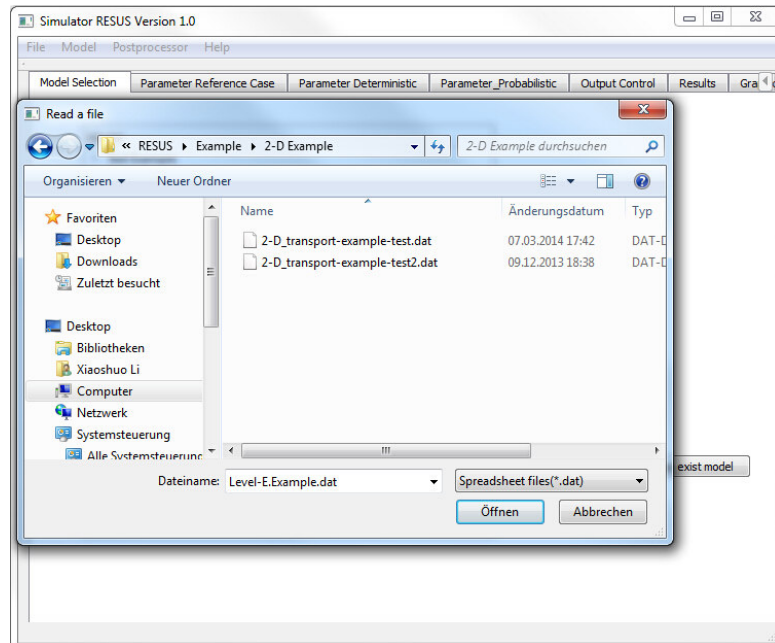 Simulator RESUS Version 1.0
File Model Postprocessor Help
Model Selection Parameter Reference Case Parameter Deterministic Parameter_Probabilistic Output Control Results Gra
Read a file
« RESUS Example 2-D Example 2-D Example durchsuchen
Organisieren Neuer Ordner
Name Änderungsdatum Typ
Favoriten
Desktop
Downloads
Zuletzt besucht
2-D_transport-example-test.dat 07.03.2014 17:42 DAT-D
2-D_transport-example-test2.dat 09.12.2013 18:38 DAT-D
Desktop
Bibliotheken
Xiaoshuo Li
Computer
Netzwerk
Systemsteuerung
Alle Systemsteuerung
exist model
Dateiname: Level-E.Example.dat Spreadsheet files(*.dat)
Öffnen Abbrechen